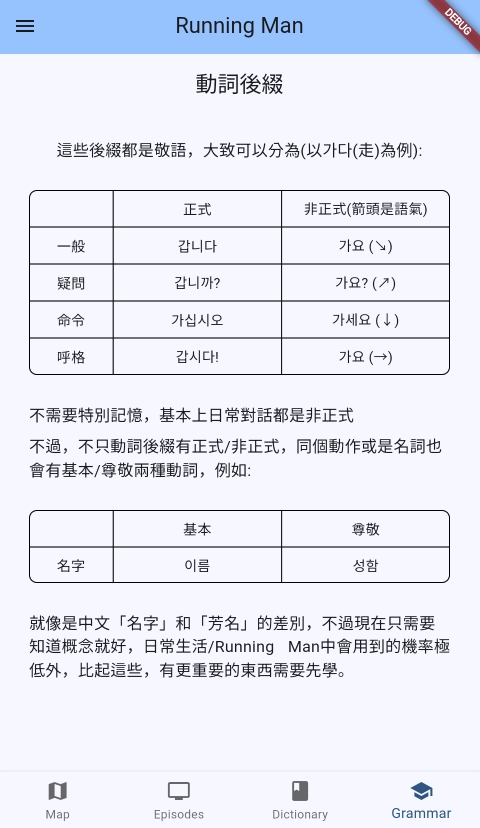 Running Man
DEBUG
動詞後綴
這些後綴都是敬語，大致可以分為(以가다(走)為例):
正式 非正式(箭頭是語氣)
一般 갑니다 가요 (↘)
疑問 갑니까? 가요? (↗)
命令 가십시오 가세요 (↓)
呼格 갑시다! 가요 (→)
不需要特別記憶，基本上日常對話都是非正式
不過，不只動詞後綴有正式/非正式，同個動作或是名詞也
會有基本/尊敬兩種動詞，例如:
基本 尊敬
名字 이름 성함
就像是中文「名字」和「芳名」的差別，不過現在只需要
知道概念就好，日常生活/Running Man中會用到的機率極
低外，比起這些，有更重要的東西需要先學。
Map Episodes Dictionary Grammar